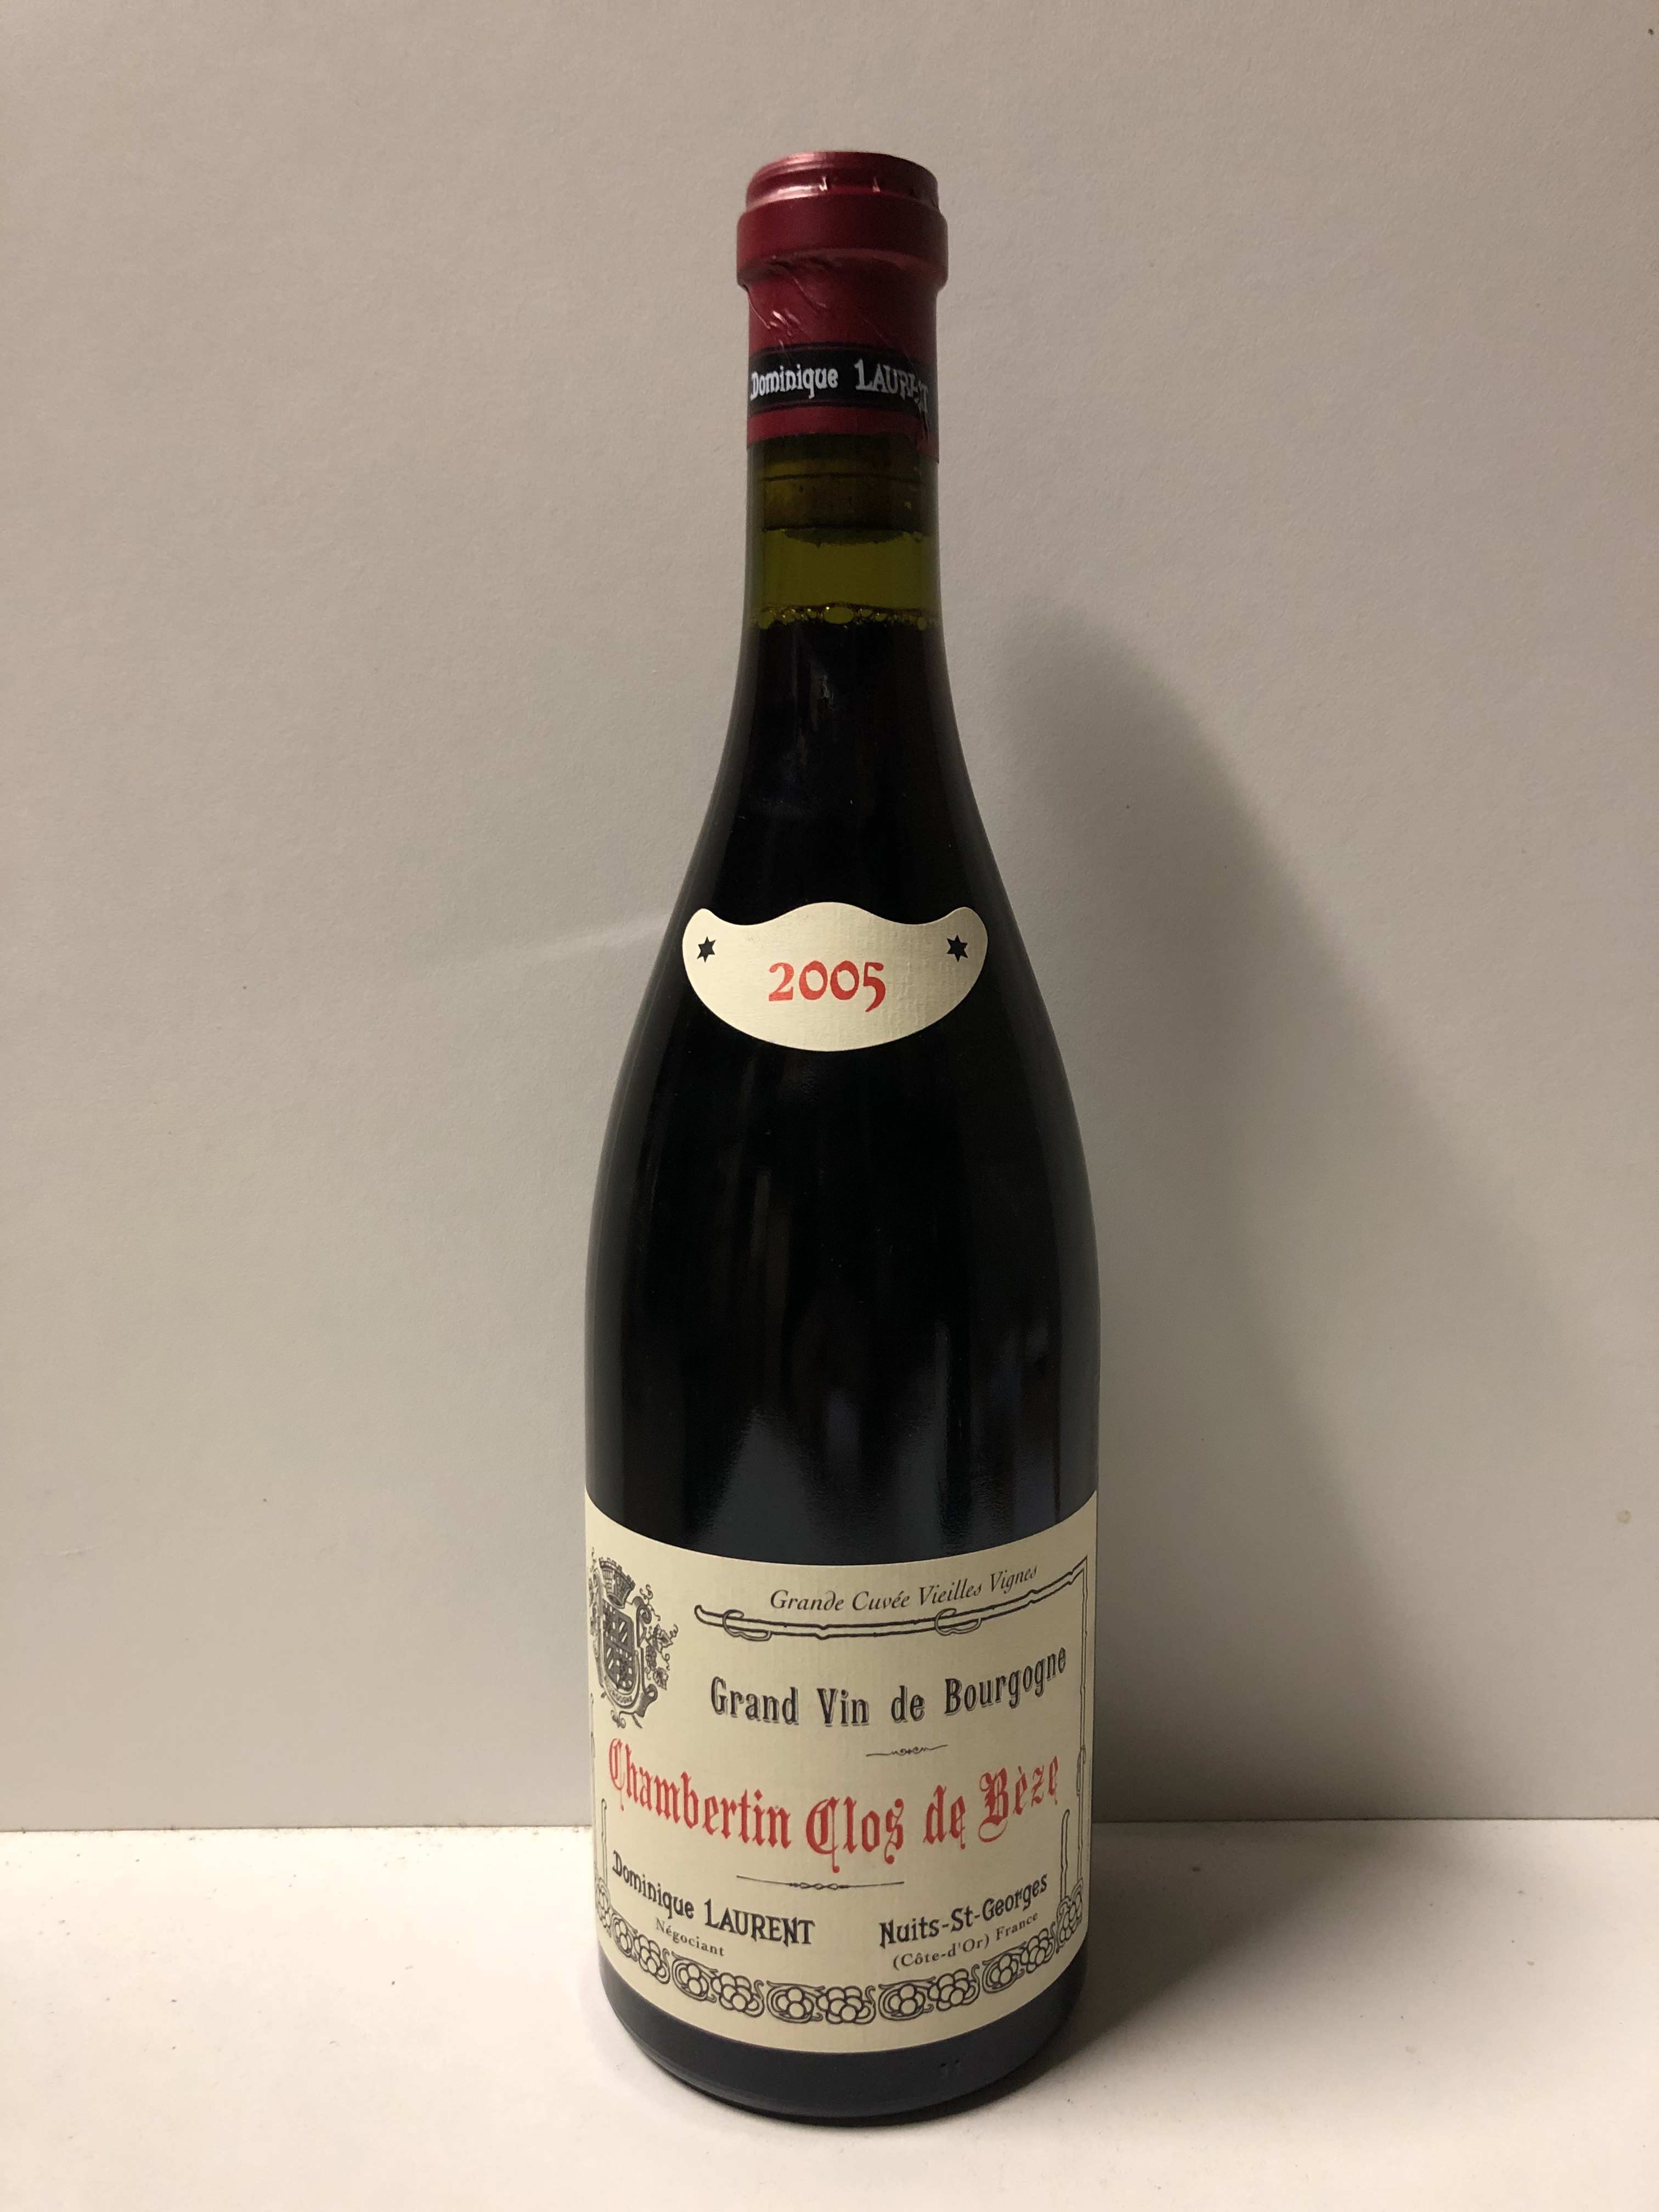 Dominique LAURENT
2005
Grande Cuvée Vieilles Vignes
Grand Vin de Bourgogne
Chambertin Clos de Bèze
Dominique LAURENT
Négociant
Nuits-St-Georges
(Côte-d'Or) France